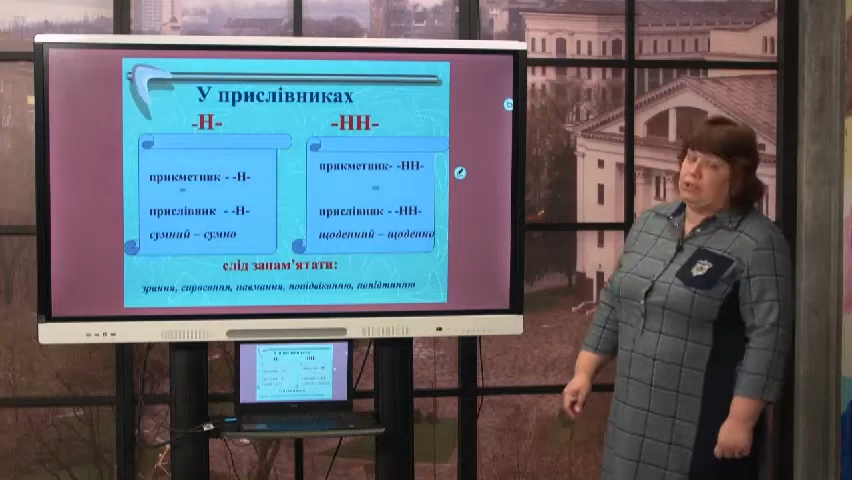 У прислівниках
-Н-
-НН-
прикметник - -Н-
=
прислівник - -Н-
сумний – сумно
прикметник- -НН-
=
прислівник - -НН-
щоденний – щоденно
слід запам’ятати:
зрання, спросоння, навмання, попідвіконню, попідтинню